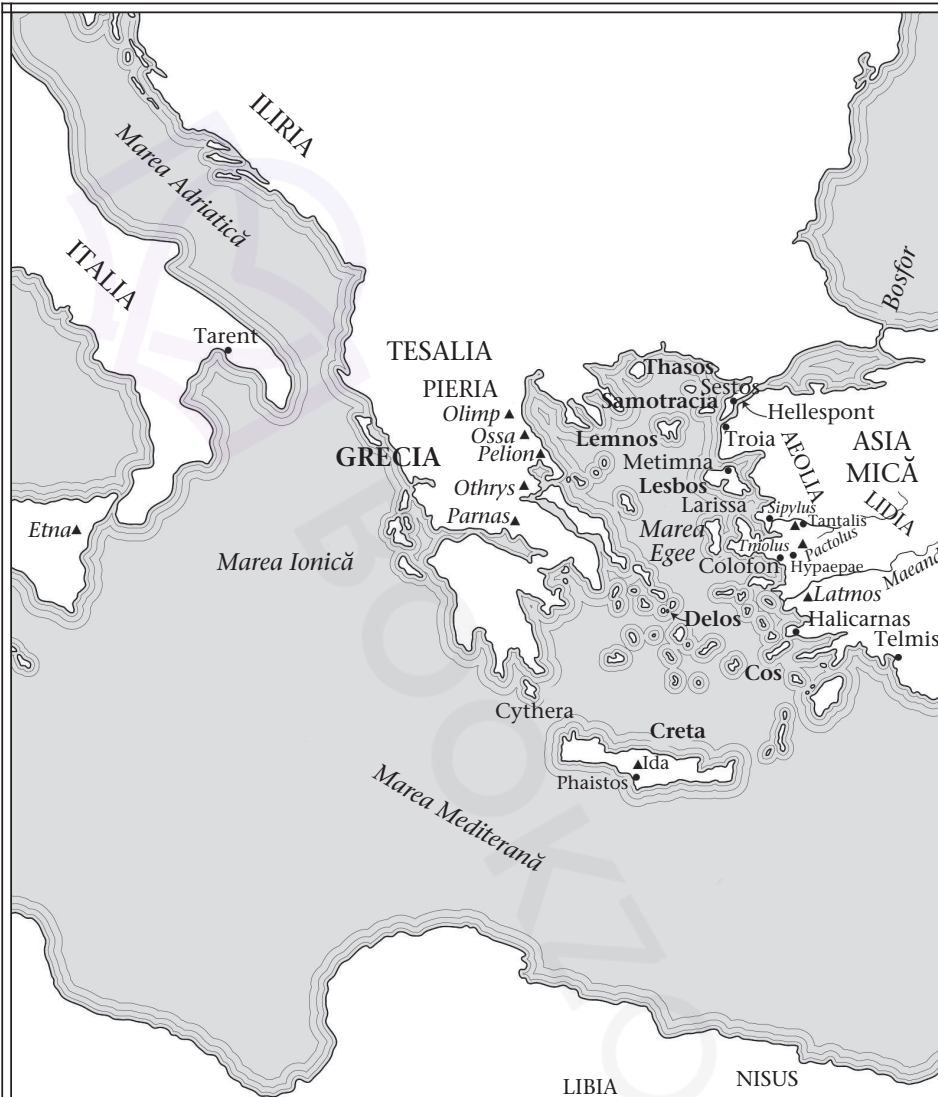 ILIRIA
Marea Adriatică
ITALIA
Bosfor
Tarent
TESALIA
Thasos
PIERIA
Sestos
Samotracia
Olimp
Hellespont
Ossa
Lemnos
Troia
ASIA
MICĂ
GRECIA
Pelion
AEOLIA
Metimna
Othrys
Lesbos
LIDIA
Larissa
Sipylus
Parnas
Tantalis
Etna
Marea
Egee
Tmolus
Pactolus
Marea Ionică
Colofon
Hypaepae
Maeand
Latmos
Delos
Halicarnas
Telmis
Cos
Cythera
Creta
Ida
Phaistos
Marea Mediterană
BOOKZO
NISUS
LIBIA